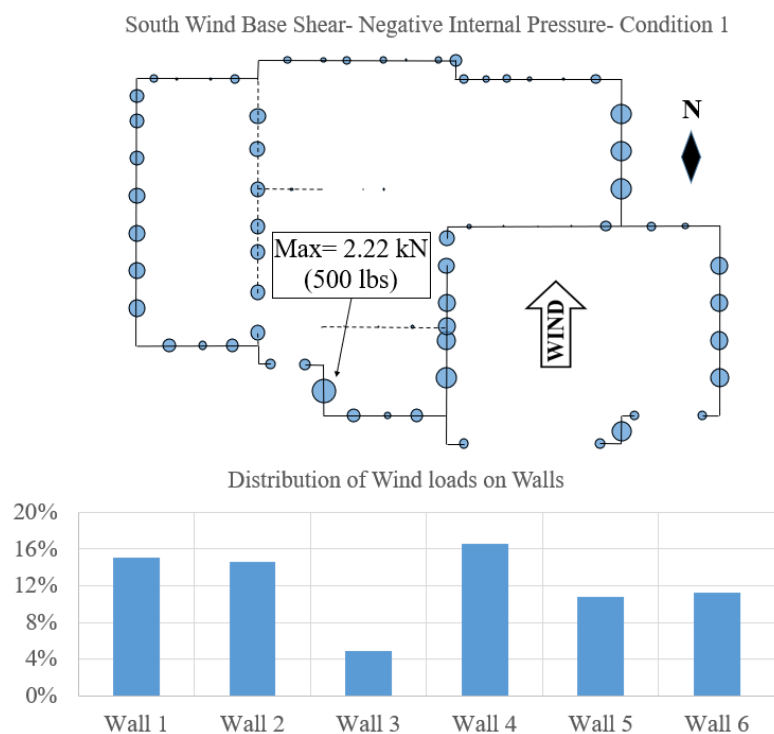 South Wind Base Shear- Negative Internal Pressure- Condition 1
N
Max= 2.22 kN
(500 lbs)
WIND
Distribution of Wind loads on Walls
20%
16%
12%
8%
4%
0%
Wall 1 Wall 2 Wall 3 Wall 4 Wall 5 Wall 6